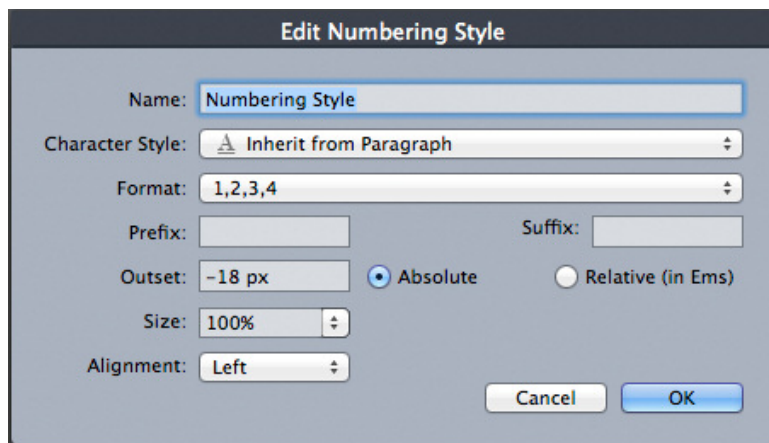 Edit Numbering Style
Name: Numbering Style
Character Style: A Inherit from Paragraph
Format: 1,2,3,4
Prefix: Suffix:
Outset: -18 px Absolute Relative (in Ems)
Size: 100%
Alignment: Left
Cancel OK